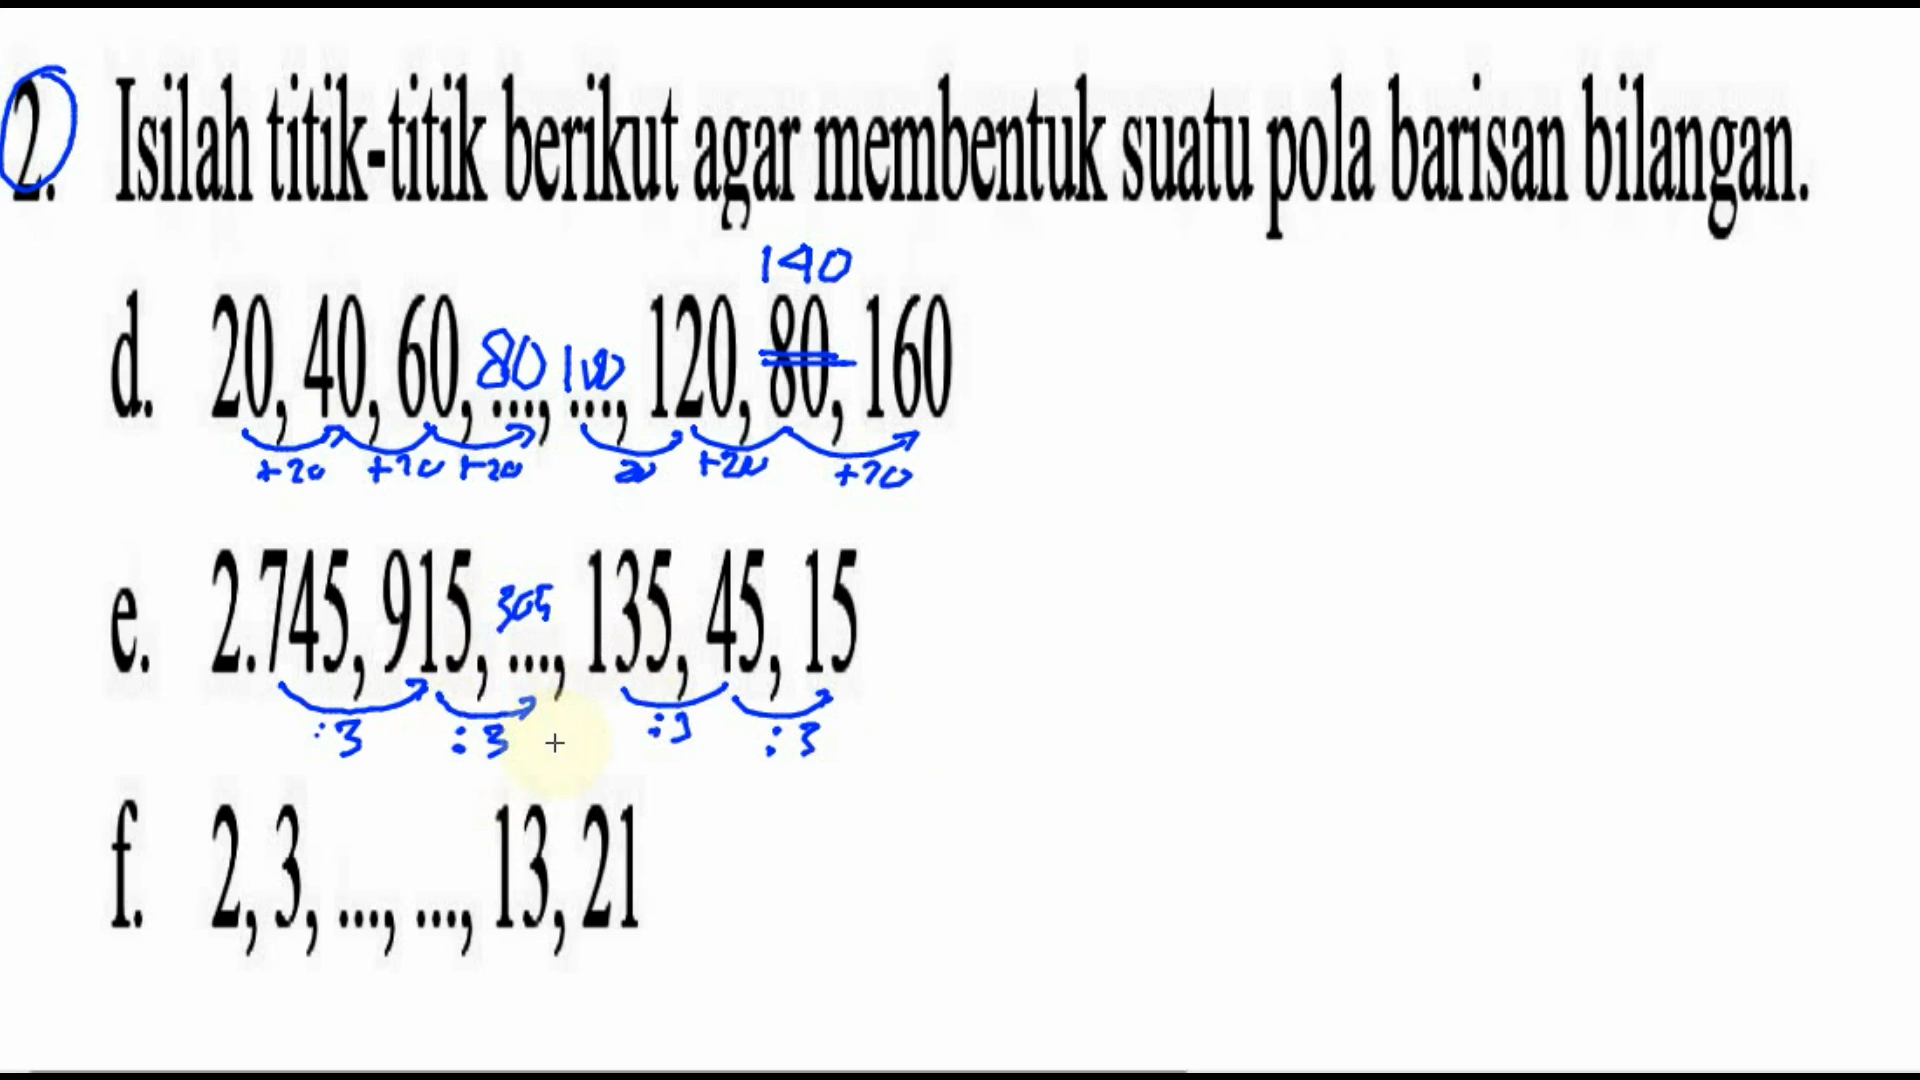 2. Isilah titik-titik berikut agar membentuk suatu pola barisan bilangan.
140
d. 20, 40, 60, ..., ..., 120, 80, 160
80 100
+20 +20 +20 20 +20 +20
e. 2.745, 915, ..., 135, 45, 15
305
:3 :3 :3 :3
f. 2, 3, ..., ..., 13, 21